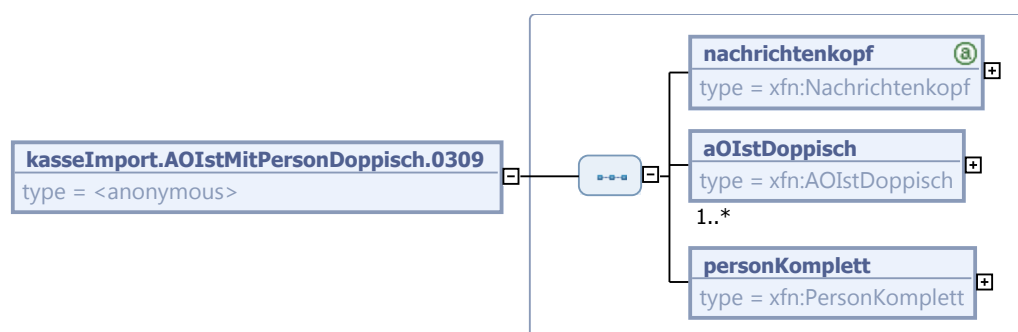 kasseImport.AOIstMitPersonDoppisch.0309
type = <anonymous>
nachrichtenkopf
a
type = xfn:Nachrichtenkopf
aOIstDoppisch
type = xfn:AOIstDoppisch
1..*
personKomplett
type = xfn:PersonKomplett